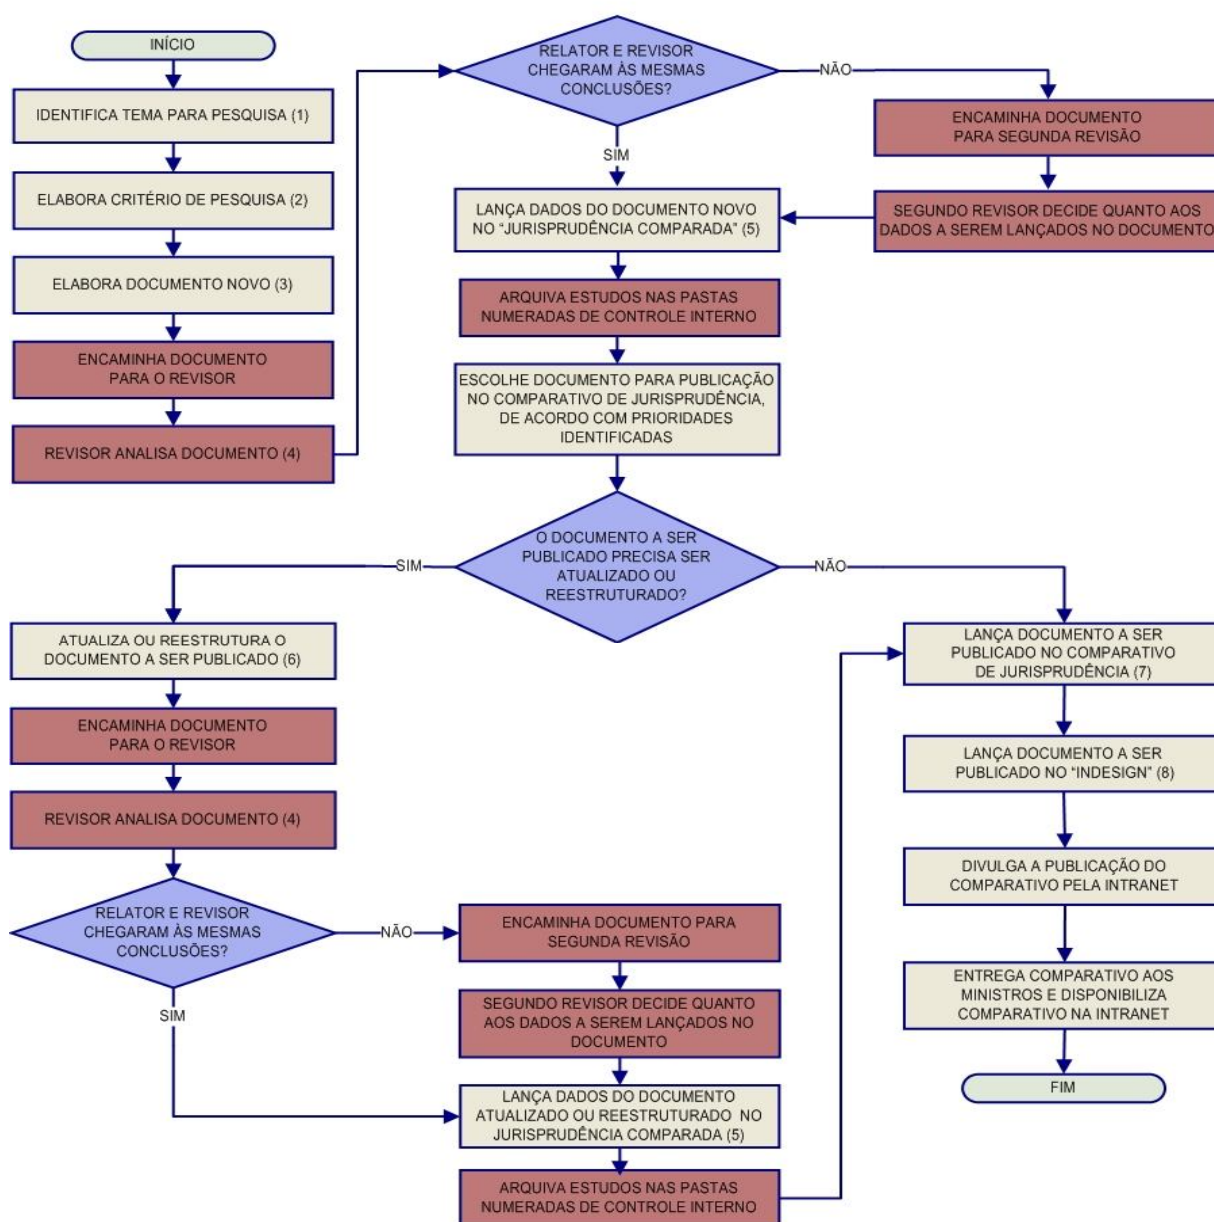 INÍCIO
IDENTIFICA TEMA PARA PESQUISA (1)
ELABORA CRITÉRIO DE PESQUISA (2)
ELABORA DOCUMENTO NOVO (3)
ENCAMINHA DOCUMENTO
PARA O REVISOR
REVISOR ANALISA DOCUMENTO (4)
RELATOR E REVISOR
CHEGARAM ÀS MESMAS
CONCLUSÕES?
NÃO
ENCAMINHA DOCUMENTO
PARA SEGUNDA REVISÃO
SEGUNDO REVISOR DECIDE QUANTO AOS
DADOS A SEREM LANÇADOS NO DOCUMENTO
SIM
LANÇA DADOS DO DOCUMENTO NOVO
NO “JURISPRUDÊNCIA COMPARADA” (5)
ARQUIVA ESTUDOS NAS PASTAS
NUMERADAS DE CONTROLE INTERNO
ESCOLHE DOCUMENTO PARA PUBLICAÇÃO
NO COMPARATIVO DE JURISPRUDÊNCIA,
DE ACORDO COM PRIORIDADES
IDENTIFICADAS
O DOCUMENTO A SER
PUBLICADO PRECISA SER
ATUALIZADO OU
REESTRUTURADO?
SIM
NÃO
ATUALIZA OU REESTRUTURA O
DOCUMENTO A SER PUBLICADO (6)
ENCAMINHA DOCUMENTO
PARA O REVISOR
REVISOR ANALISA DOCUMENTO (4)
RELATOR E REVISOR
CHEGARAM ÀS MESMAS
CONCLUSÕES?
NÃO
SIM
ENCAMINHA DOCUMENTO PARA
SEGUNDA REVISÃO
SEGUNDO REVISOR DECIDE QUANTO
AOS DADOS A SEREM LANÇADOS NO
DOCUMENTO
LANÇA DADOS DO DOCUMENTO
ATUALIZADO OU REESTRUTURADO NO
JURISPRUDÊNCIA COMPARADA (5)
ARQUIVA ESTUDOS NAS PASTAS
NUMERADAS DE CONTROLE INTERNO
LANÇA DOCUMENTO A SER
PUBLICADO NO COMPARATIVO
DE JURISPRUDÊNCIA (7)
LANÇA DOCUMENTO A SER
PUBLICADO NO “INDESIGN” (8)
DIVULGA A PUBLICAÇÃO DO
COMPARATIVO PELA INTRANET
ENTREGA COMPARATIVO AOS
MINISTROS E DISPONIBILIZA
COMPARATIVO NA INTRANET
FIM